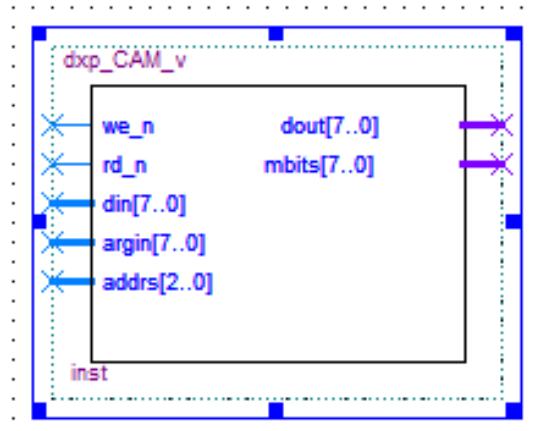 dxp_CAM_v
we_n dout[7..0]
rd_n mbits[7..0]
din[7..0]
argin[7..0]
addrs[2..0]
inst